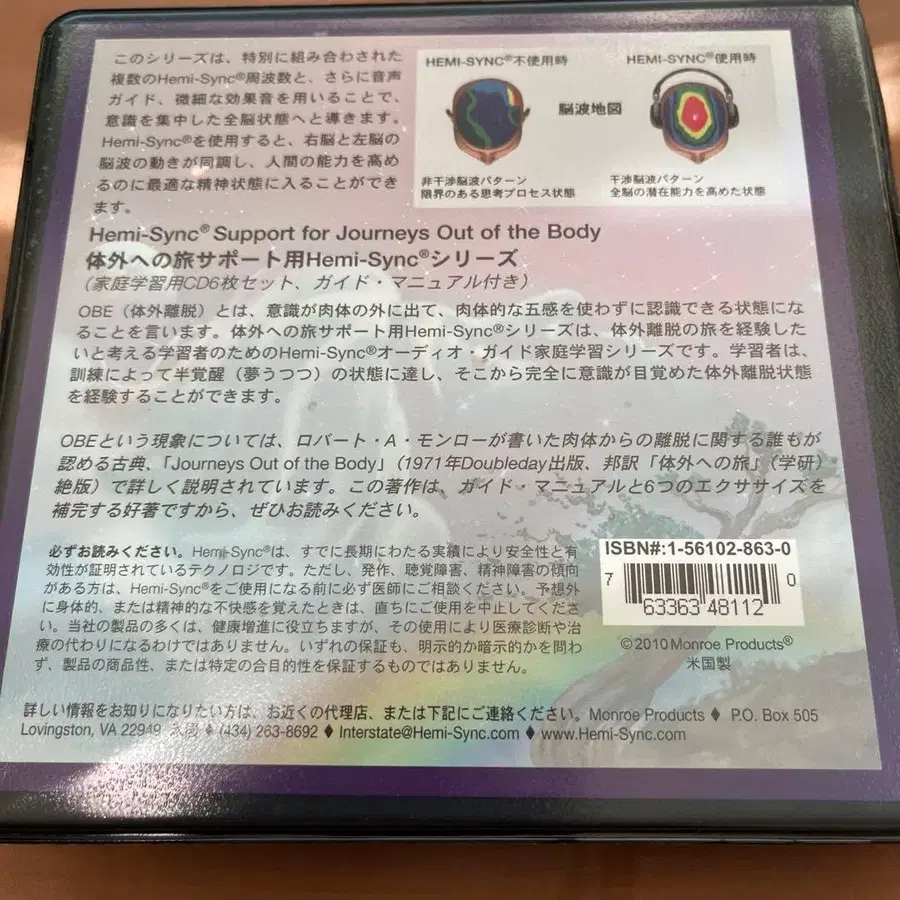 このシリーズは、特別に組み合わされた
複数のHemi-Sync®周波数と、さらに音声
ガイド、微細な効果音を用いることで、
意識を集中した全脳状態へと導きます。
Hemi-Sync®を使用すると、右脳と左脳の
脳波の動きが同調し、人間の能力を高め
るのに最適な精神状態に入ることができ
ます。
HEMI-SYNC®不使用時
HEMI-SYNC®使用時
脳波地図
非干渉脳波パターン
限界のある思考プロセス状態
干渉脳波パターン
全脳の潜在能力を高めた状態
Hemi-Sync® Support for Journeys Out of the Body
体外への旅サポート用Hemi-Sync®シリーズ
（家庭学習用CD6枚セット、ガイド・マニュアル付き）
OBE（体外離脱）とは、意識が肉体の外に出て、肉体的な五感を使わずに認識できる状態にな
ることを言います。体外への旅サポート用Hemi-Sync®シリーズは、体外離脱の旅を経験した
いと考える学習者のためのHemi-Sync®オーディオ・ガイド家庭学習シリーズです。学習者は、
訓練によって半覚醒（夢うつつ）の状態に達し、そこから完全に意識が目覚めた体外離脱状態
を経験することができます。
OBEという現象については、ロバート・A・モンローが書いた肉体からの離脱に関する誰もが
認める古典、「Journeys Out of the Body」（1971年Doubleday出版、邦訳「体外への旅」（学研）
絶版）で詳しく説明されています。この著作は、ガイド・マニュアルと6つのエクササイズを
補完する好著ですから、ぜひお読みください。
必ずお読みください。Hemi-Sync®は、すでに長期にわたる実績により安全性と有
効性が証明されているテクノロジです。ただし、発作、聴覚障害、精神障害の傾向
がある方は、Hemi-Sync®をご使用になる前に必ず医師にご相談ください。予想外
に身体的、または精神的な不快感を覚えたときは、直ちにご使用を中止してくださ
い。当社の製品の多くは、健康増進に役立ちますが、その使用により医療診断や治
療の代わりになるわけではありません。いずれの保証も、明示的か暗示的かを問わ
ず、製品の商品性、または特定の合目的性を保証するものではありません。
ISBN#:1-56102-863-0
7 63363 48112 0
©2010 Monroe Products®
米国製
詳しい情報をお知りになりたい方は、お近くの代理店、または下記にご連絡ください。Monroe Products ♦ P.O. Box 505
Lovingston, VA 22949 米國 ♦ (434) 263-8692 ♦ Interstate@Hemi-Sync.com ♦ www.Hemi-Sync.com